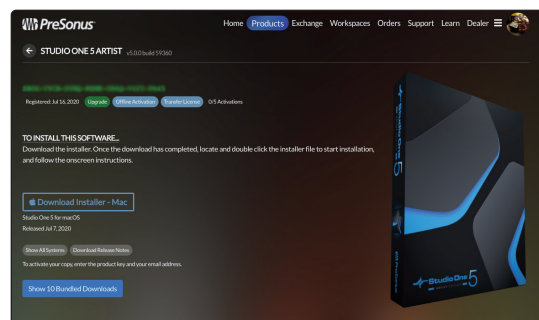 PreSonus
Home Products Exchange Workspaces Orders Support Learn Dealer
STUDIO ONE 5 ARTIST v5.0.0 build 59360
Registered: Jul 16, 2020 Upgrade Offline Activation Transfer License 0/5 Activations
TO INSTALL THIS SOFTWARE...
Download the installer. Once the download has completed, locate and double click the installer file to start installation,
and follow the onscreen instructions.
Download Installer - Mac
Studio One 5 for macOS
Released Jul 7, 2020
Show All Systems Download Release Notes
To activate your copy, enter the product key and your email address.
Show 10 Bundled Downloads
Studio One 5
PreSonus
Studio One 5